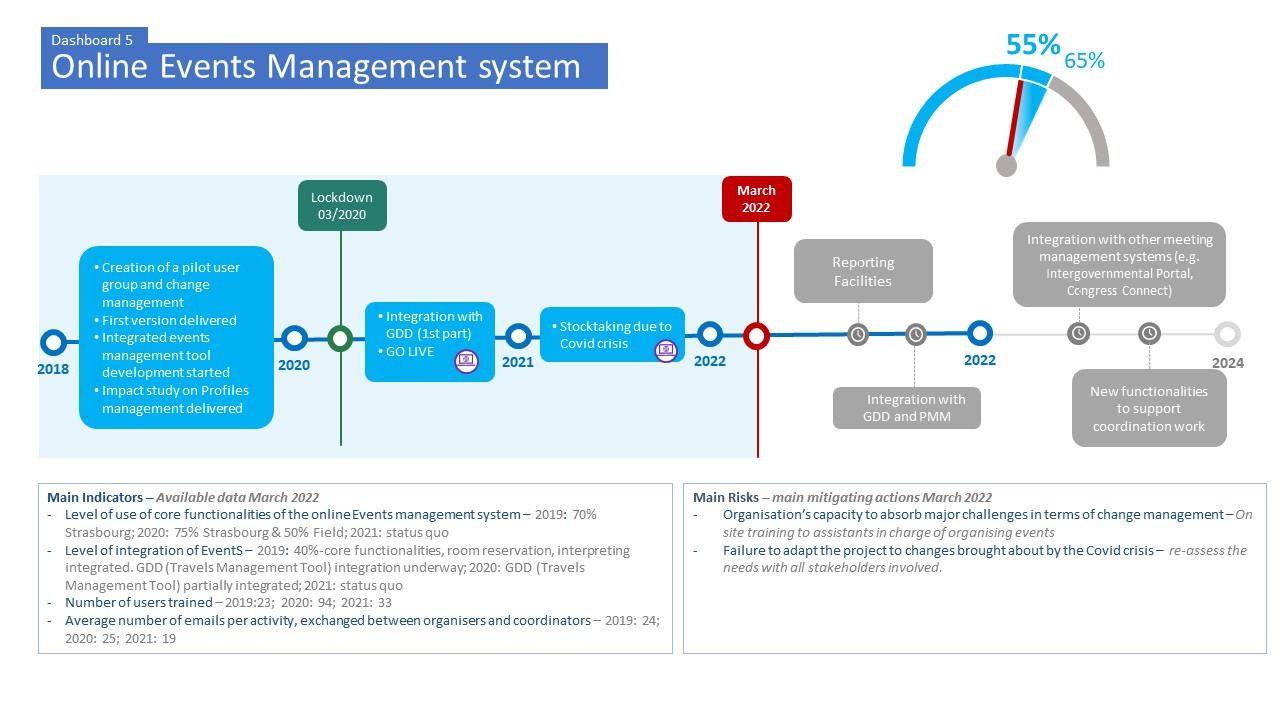 Dashboard 5
Online Events Management system
55%
65%
Lockdown
03/2020
March
2022
• Creation of a pilot user
group and change
management
• First version delivered
• Integrated events
management tool
development started
• Impact study on Profiles
management delivered
• Integration with
GDD (1st part)
• GO LIVE
• Stocktaking due to
Covid crisis
Reporting
Facilities
Integration with other meeting
management systems (e.g.
Intergovernmental Portal,
Congress Connect)
2018
2020
2021
2022
2022
2024
Integration with
GDD and PMM
New functionalities
to support
coordination work
Main Indicators – Available data March 2022
- Level of use of core functionalities of the online Events management system – 2019: 70%
Strasbourg; 2020: 75% Strasbourg & 50% Field; 2021: status quo
- Level of integration of EventS – 2019: 40%-core functionalities, room reservation, interpreting
integrated. GDD (Travels Management Tool) integration underway; 2020: GDD (Travels
Management Tool) partially integrated; 2021: status quo
- Number of users trained – 2019:23; 2020: 94; 2021: 33
- Average number of emails per activity, exchanged between organisers and coordinators – 2019: 24;
2020: 25; 2021: 19
Main Risks – main mitigating actions March 2022
- Organisation's capacity to absorb major challenges in terms of change management – On
site training to assistants in charge of organising events
- Failure to adapt the project to changes brought about by the Covid crisis – re-assess the
needs with all stakeholders involved.